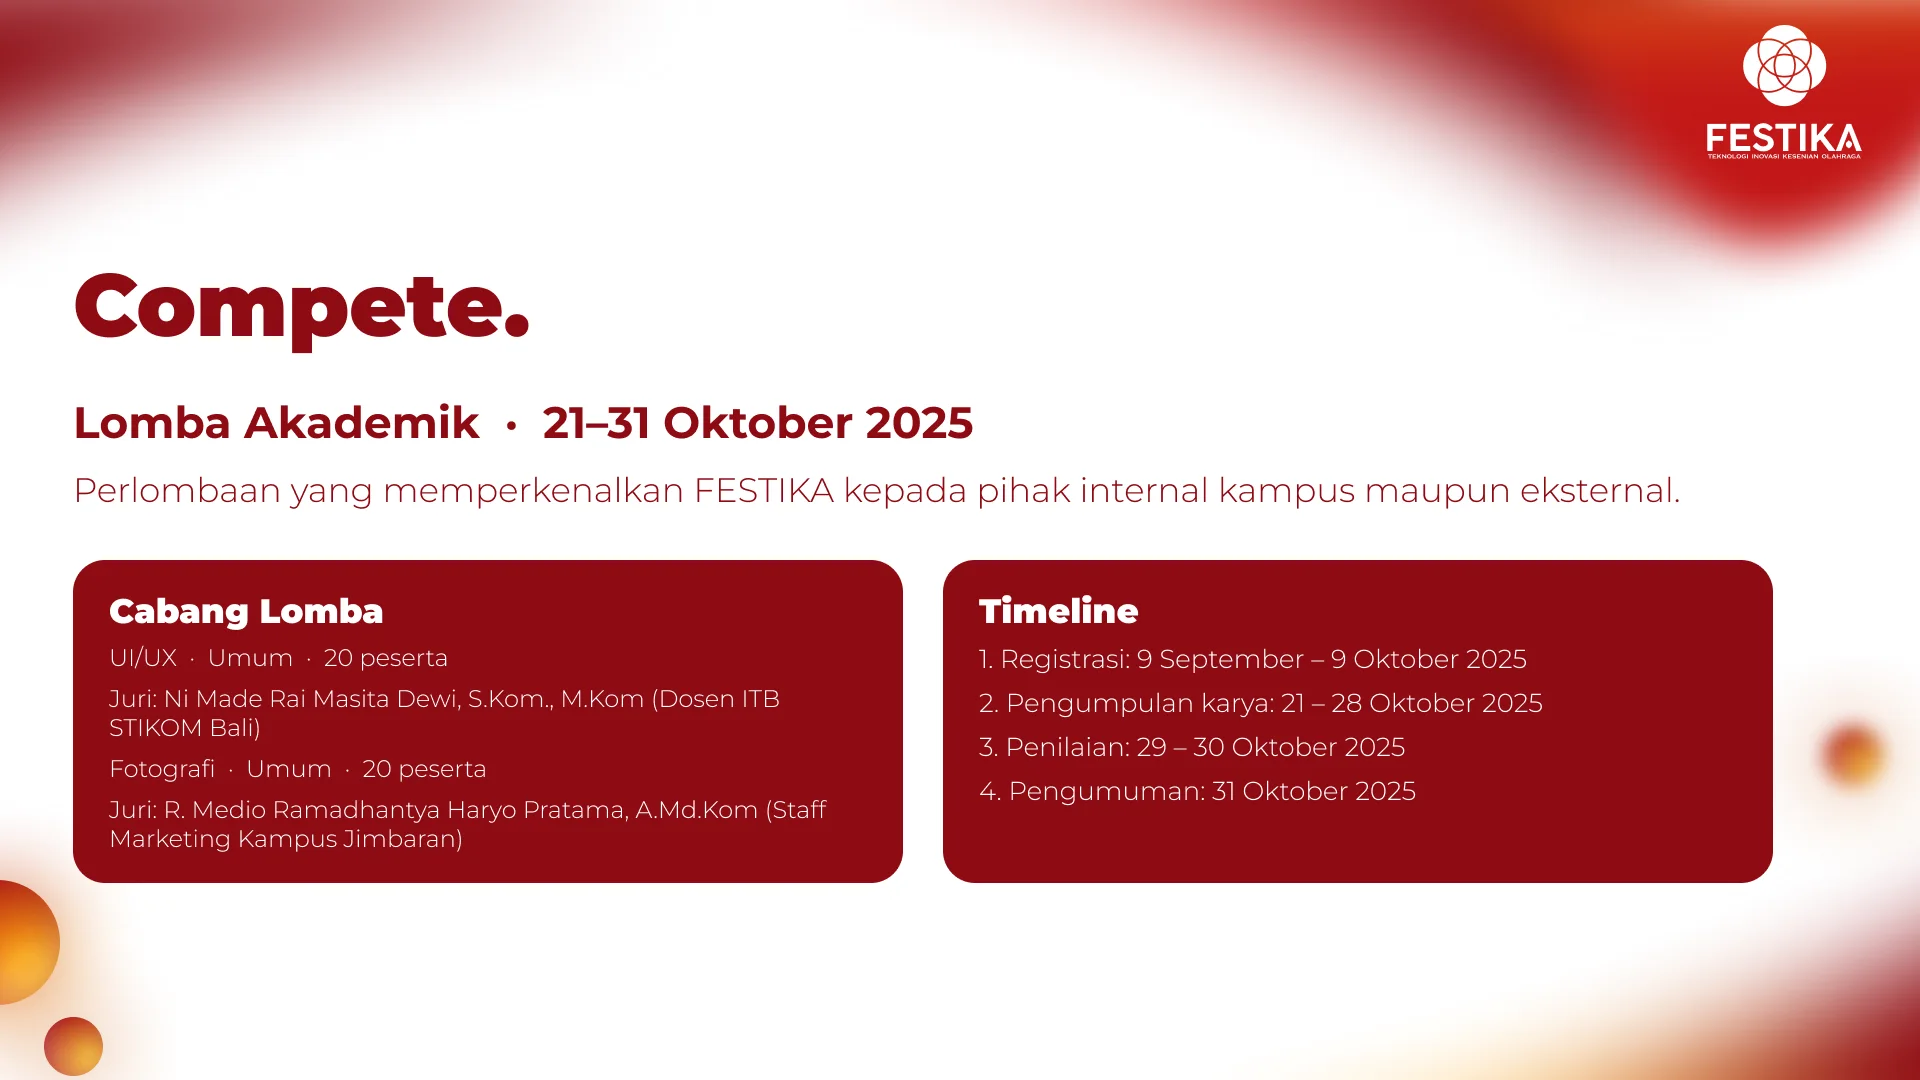 FESTIKA
TEKNOLOGI INOVASI KESENIAN OLAHRAGA
Compete.
Lomba Akademik · 21–31 Oktober 2025
Perlombaan yang memperkenalkan FESTIKA kepada pihak internal kampus maupun eksternal.
Cabang Lomba
UI/UX · Umum · 20 peserta
Juri: Ni Made Rai Masita Dewi, S.Kom., M.Kom (Dosen ITB
STIKOM Bali)
Fotografi · Umum · 20 peserta
Juri: R. Medio Ramadhantya Haryo Pratama, A.Md.Kom (Staff
Marketing Kampus Jimbaran)
Timeline
1. Registrasi: 9 September – 9 Oktober 2025
2. Pengumpulan karya: 21 – 28 Oktober 2025
3. Penilaian: 29 – 30 Oktober 2025
4. Pengumuman: 31 Oktober 2025